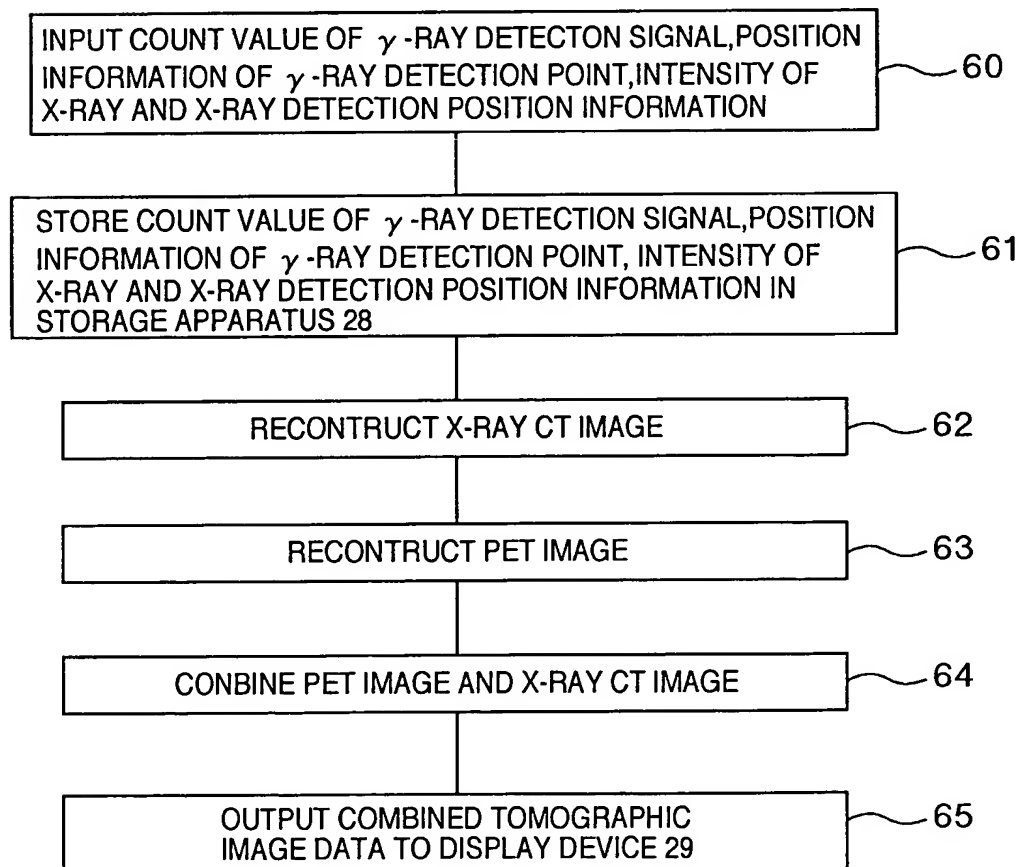 INPUT COUNT VALUE OF γ-RAY DETECTON SIGNAL,POSITION
INFORMATION OF γ-RAY DETECTION POINT,INTENSITY OF
X-RAY AND X-RAY DETECTION POSITION INFORMATION
60
STORE COUNT VALUE OF γ-RAY DETECTION SIGNAL,POSITION
INFORMATION OF γ-RAY DETECTION POINT, INTENSITY OF
X-RAY AND X-RAY DETECTION POSITION INFORMATION IN
STORAGE APPARATUS 28
61
RECONTRUCT X-RAY CT IMAGE
62
RECONTRUCT PET IMAGE
63
CONBINE PET IMAGE AND X-RAY CT IMAGE
64
OUTPUT COMBINED TOMOGRAPHIC
IMAGE DATA TO DISPLAY DEVICE 29
65